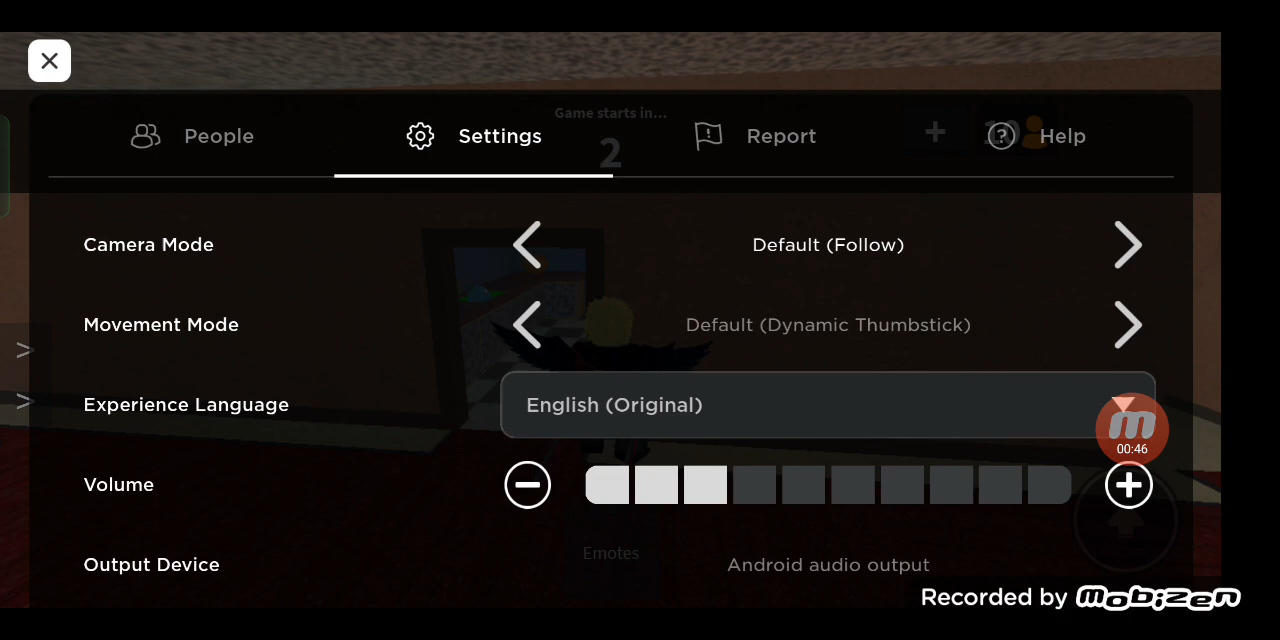 Game starts in...
2
People
Settings
Report
Help
Camera Mode
Default (Follow)
Movement Mode
Default (Dynamic Thumbstick)
Experience Language
English (Original)
00:46
Volume
Emotes
Output Device
Android audio output
Recorded by mobizen